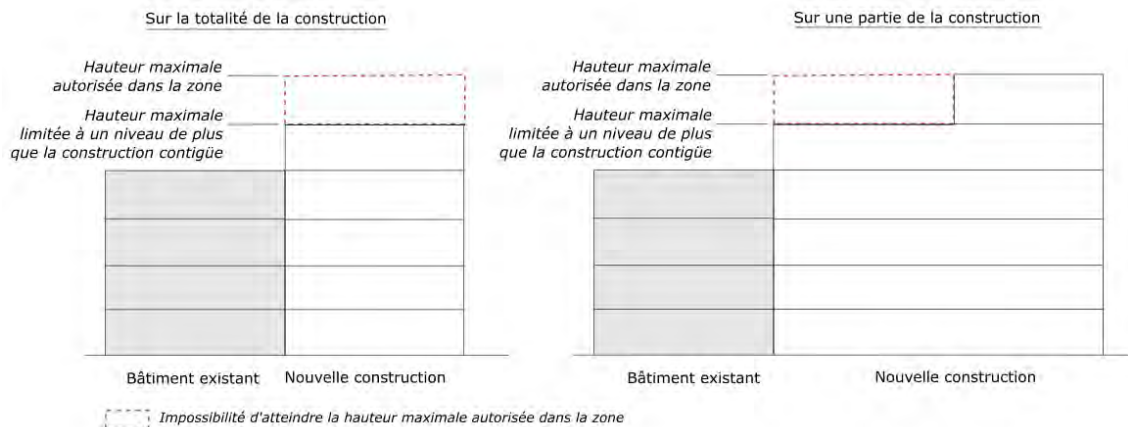 Sur la totalité de la construction
Hauteur maximale
autorisée dans la zone
Hauteur maximale
limitée à un niveau de plus
que la construction contigüe
Bâtiment existant
Nouvelle construction
Sur une partie de la construction
Hauteur maximale
autorisée dans la zone
Hauteur maximale
limitée à un niveau de plus
que la construction contigüe
Bâtiment existant
Nouvelle construction
Impossibilité d'atteindre la hauteur maximale autorisée dans la zone